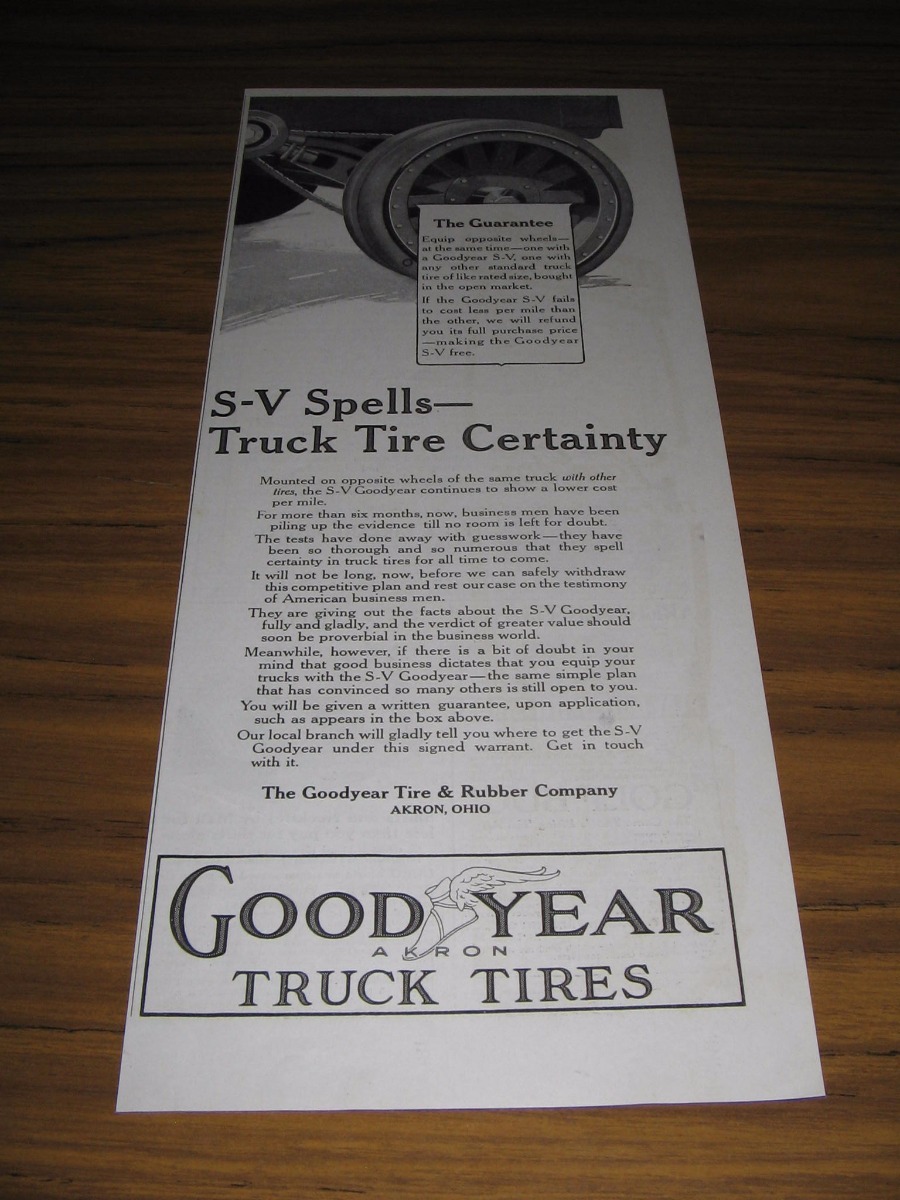 The Guarantee
Equip opposite wheels—
at the same time—one with
a Goodyear S-V, one with
any other standard truck
tire of like rated size, bought
in the open market.
If the Goodyear S-V fails
to cost less per mile than
the other, we will refund
you its full purchase price
—making the Goodyear
S-V free.
S-V Spells—
Truck Tire Certainty
Mounted on opposite wheels of the same truck with other
tires, the S-V Goodyear continues to show a lower cost
per mile.
For more than six months, now, business men have been
piling up the evidence till no room is left for doubt.
The tests have done away with guesswork—they have
been so thorough and so numerous that they spell
certainty in truck tires for all time to come.
It will not be long, now, before we can safely withdraw
this competitive plan and rest our case on the testimony
of American business men.
They are giving out the facts about the S-V Goodyear,
fully and gladly, and the verdict of greater value should
soon be proverbial in the business world.
Meanwhile, however, if there is a bit of doubt in your
mind that good business dictates that you equip your
trucks with the S-V Goodyear—the same simple plan
that has convinced so many others is still open to you.
You will be given a written guarantee, upon application,
such as appears in the box above.
Our local branch will gladly tell you where to get the S-V
Goodyear under this signed warrant. Get in touch
with it.
The Goodyear Tire & Rubber Company
AKRON, OHIO
GOODYEAR
AKRON
TRUCK TIRES